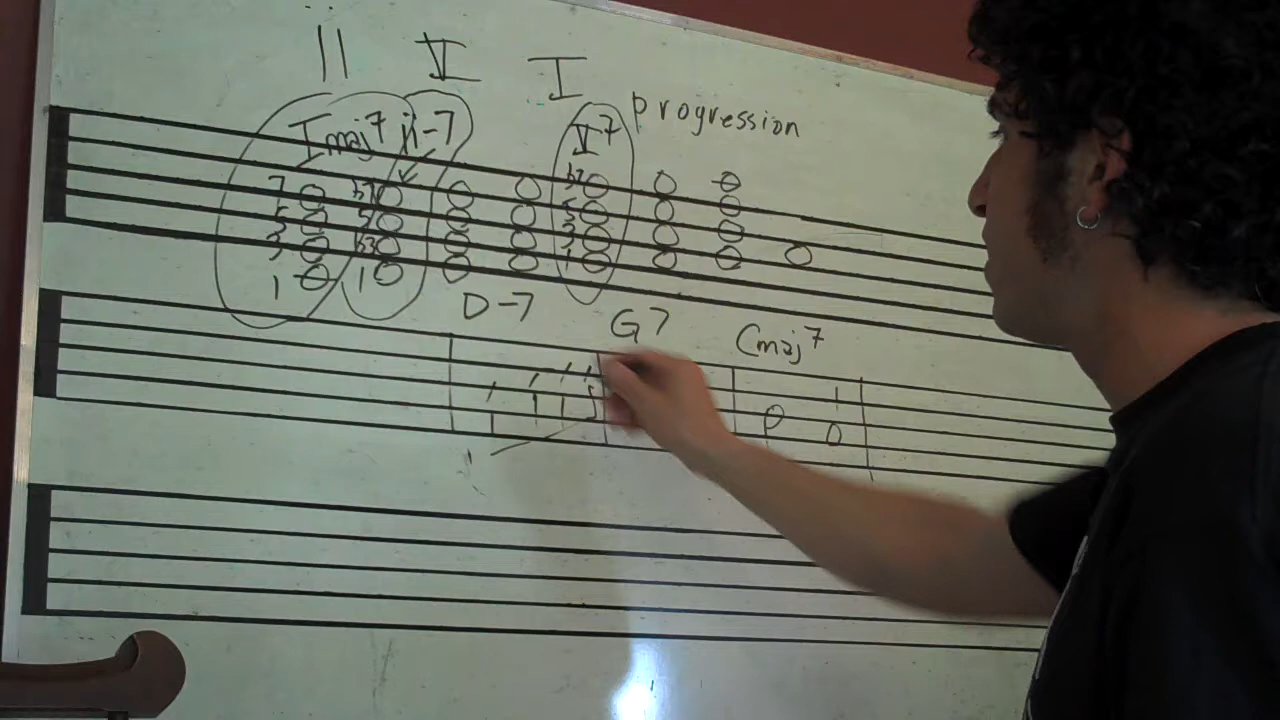 ii V I progression
Imaj7 ii-7 V7
7 b7 b7
5 5 5
3 b3 3
1 1 1
D-7 G7 Cmaj7